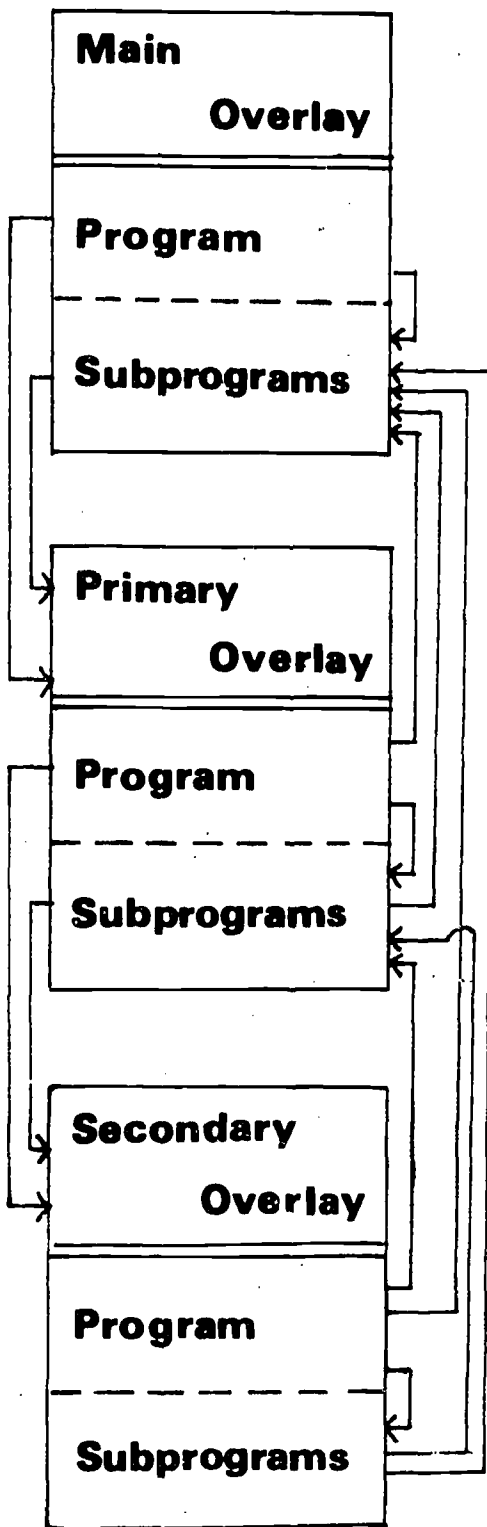 Main
Overlay
Program
Subprograms
Primary
Overlay
Program
Subprograms
Secondary
Overlay
Program
Subprograms